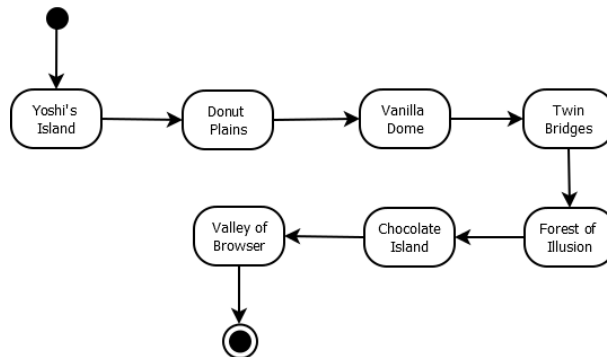 Yoshi's
Island
Donut
Plains
Vanilla
Dome
Twin
Bridges
Forest of
Illusion
Chocolate
Island
Valley of
Browser